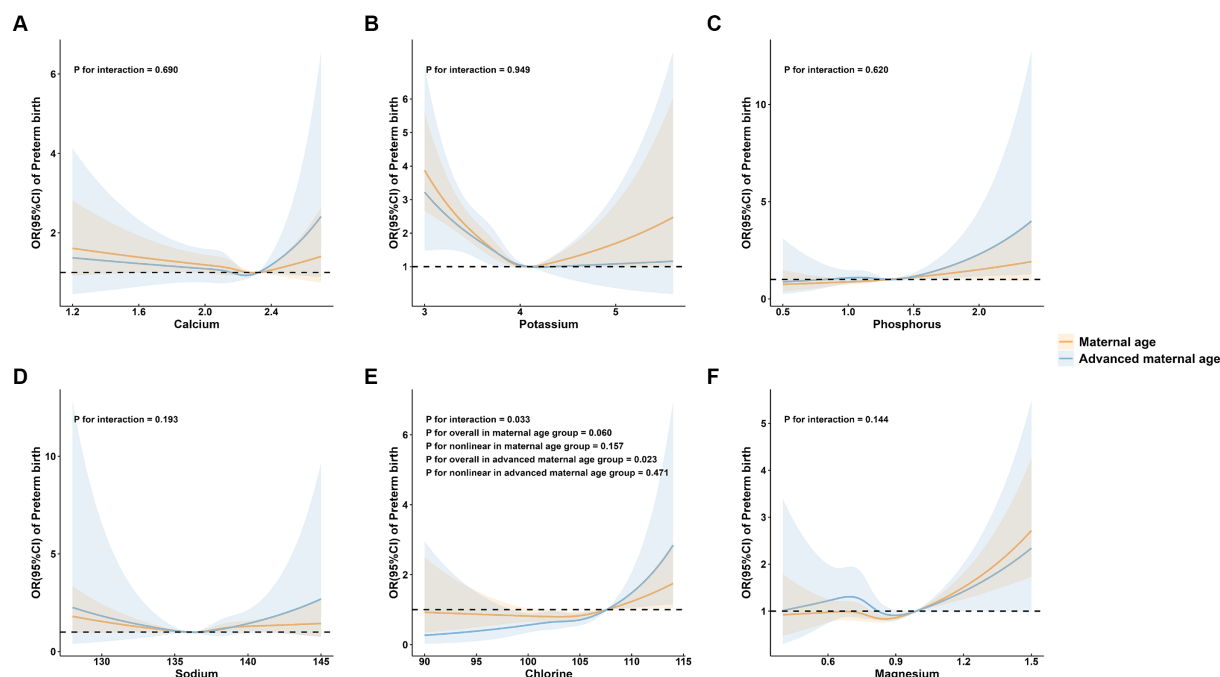 A
OR(95%CI) of Preterm birth
P for interaction = 0.690
6
4
2
1
1.2
1.6
2.0
2.4
Calcium
B
OR(95%CI) of Preterm birth
P for interaction = 0.949
6
5
4
3
2
1
3
4
5
Potassium
C
OR(95%CI) of Preterm birth
P for interaction = 0.620
10
5
1
0
0.5
1.0
1.5
2.0
Phosphorus
Maternal age
Advanced maternal age
D
OR(95%CI) of Preterm birth
P for interaction = 0.193
10
5
1
0
130
135
140
145
Sodium
E
OR(95%CI) of Preterm birth
P for interaction = 0.033
P for overall in maternal age group = 0.060
P for nonlinear in maternal age group = 0.157
P for overall in advanced maternal age group = 0.023
P for nonlinear in advanced maternal age group = 0.471
6
4
2
1
0
90
95
100
105
110
115
Chlorine
F
OR(95%CI) of Preterm birth
P for interaction = 0.144
5
4
3
2
1
0.6
0.9
1.2
1.5
Magnesium